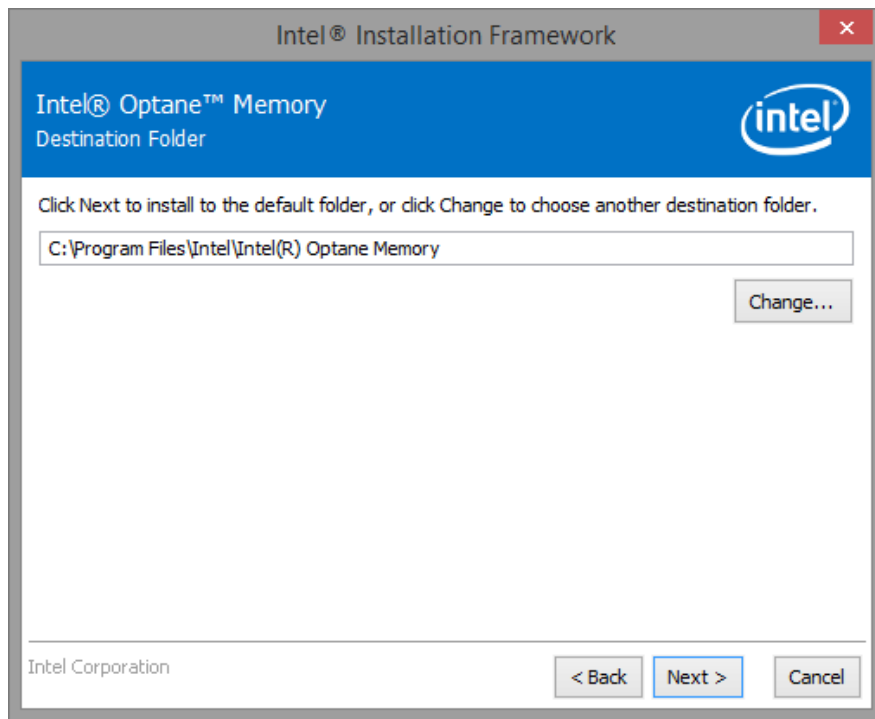 Intel® Installation Framework
Intel® Optane™ Memory
intel
Destination Folder
Click Next to install to the default folder, or click Change to choose another destination folder.
C:\Program Files\Intel\Intel(R) Optane Memory
Change...
Intel Corporation
< Back
Next >
Cancel